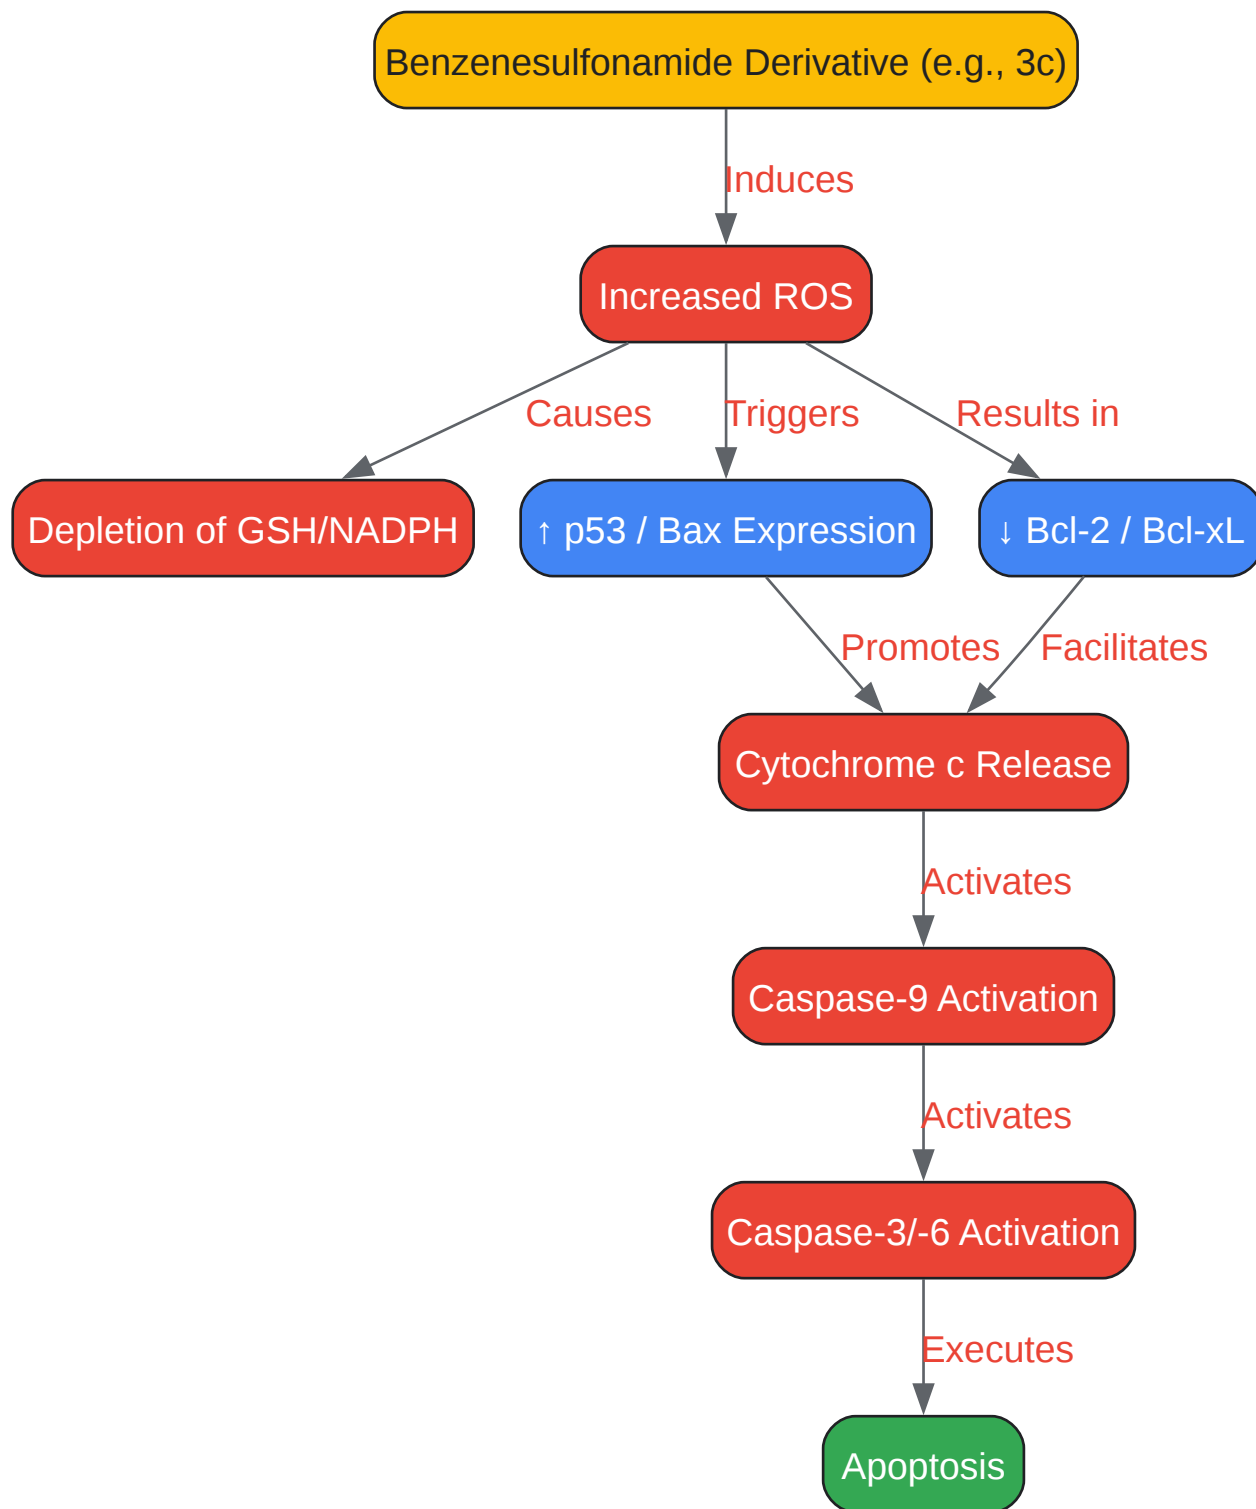 Benzenesulfonamide Derivative (e.g., 3c)
Induces
Increased ROS
Causes
Triggers
Results in
Depletion of GSH/NADPH
↑ p53 / Bax Expression
↓ Bcl-2 / Bcl-xL
Promotes
Facilitates
Cytochrome c Release
Activates
Caspase-9 Activation
Activates
Caspase-3/-6 Activation
Executes
Apoptosis